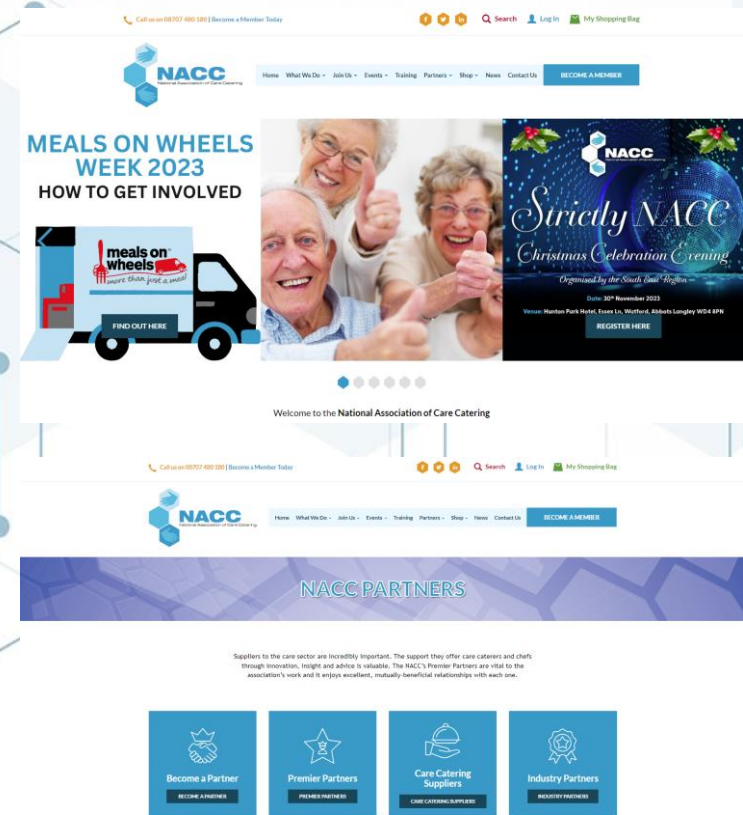 Call us on 08707 480 180 | Become a Member Today
Search
Log In
My Shopping Bag
NACC
National Association of Care Catering
Home What We Do Join Us Events Training Partners Shop News Contact Us
BECOME A MEMBER
MEALS ON WHEELS
WEEK 2023
HOW TO GET INVOLVED
meals on
wheels
more than just a meal
FIND OUT HERE
NACC
National Association of Care Catering
Strictly NACC
Christmas Celebration Evening
Organised by the South East Region
Date: 30th November 2023
Venue: Hunton Park Hotel, Essex Ln, Watford, Abbots Langley WD4 8PN
REGISTER HERE
Welcome to the National Association of Care Catering
Call us on 08707 480 180 | Become a Member Today
Search
Log In
My Shopping Bag
NACC
National Association of Care Catering
Home What We Do Join Us Events Training Partners Shop News Contact Us
BECOME A MEMBER
NACC PARTNERS
Suppliers to the care sector are incredibly important. The support they offer care caterers and chefs
through innovation, insight and advice is valuable. The NACC's Premier Partners are vital to the
association's work and it enjoys excellent, mutually-beneficial relationships with each one.
Become a Partner
BECOME A PARTNER
Premier Partners
PREMIER PARTNERS
Care Catering
Suppliers
CARE CATERING SUPPLIERS
Industry Partners
INDUSTRY PARTNERS